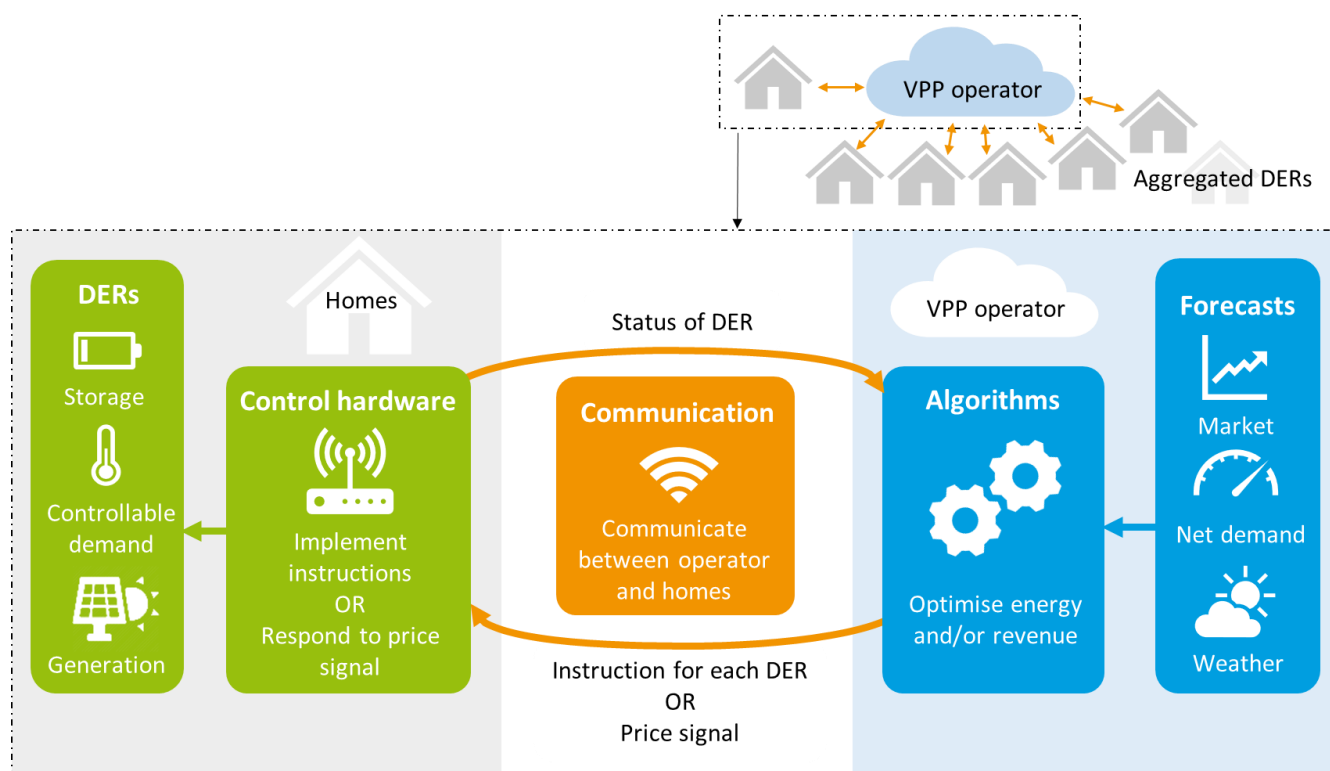 VPP operator
Aggregated DERs
DERs
Storage
Controllable
demand
Generation
Homes
Control hardware
Implement
instructions
OR
Respond to price
signal
Status of DER
Communication
Communicate
between operator
and homes
Instruction for each DER
OR
Price signal
VPP operator
Algorithms
Optimise energy
and/or revenue
Forecasts
Market
Net demand
Weather